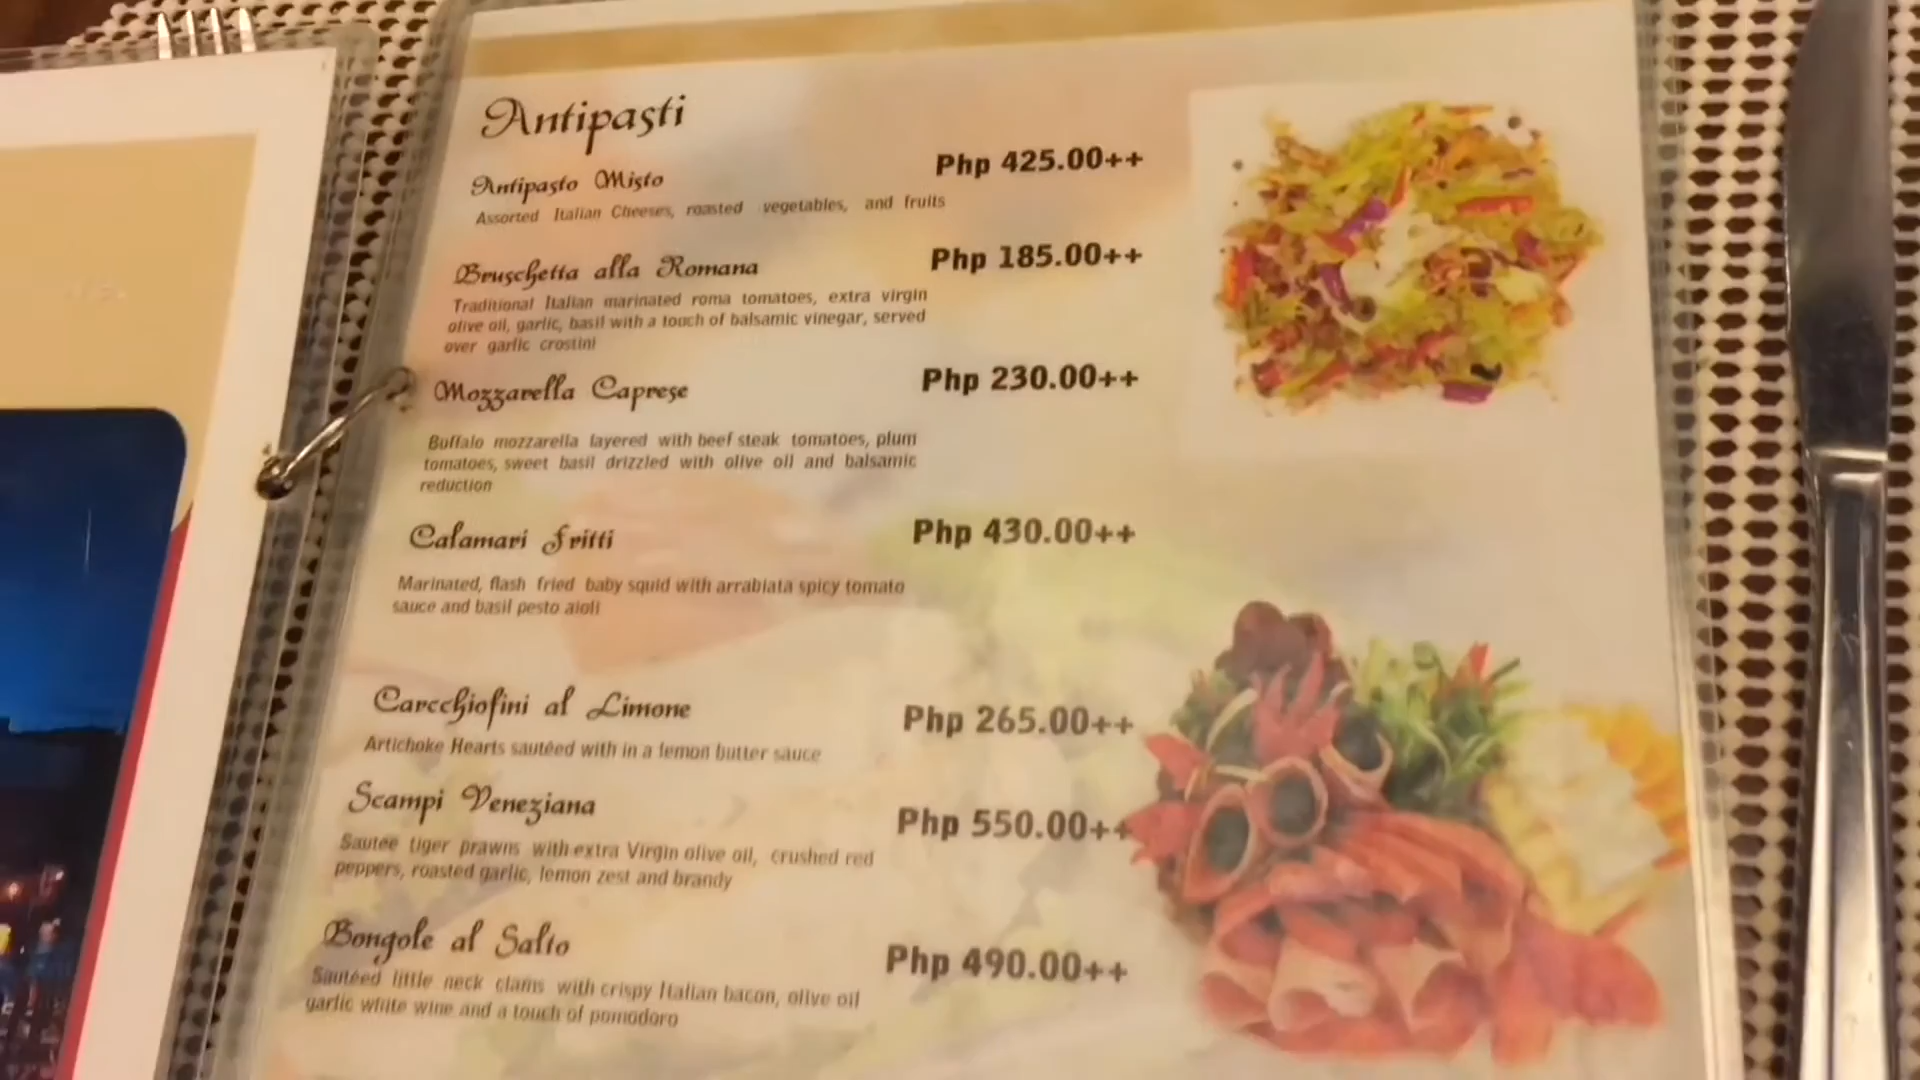 Antipasti
Antipasto Misto
Php 425.00++
Assorted Italian Cheeses, roasted vegetables, and fruits
Bruschetta alla Romana
Php 185.00++
Traditional Italian marinated roma tomatoes, extra virgin
olive oil, garlic, basil with a touch of balsamic vinegar, served
over garlic crostini
Mozzarella Caprese
Php 230.00++
Buffalo mozzarella layered with beef steak tomatoes, plum
tomatoes, sweet basil drizzled with olive oil and balsamic
reduction
Calamari Fritti
Php 430.00++
Marinated, flash fried baby squid with arrabiata spicy tomato
sauce and basil pesto aioli
Carcchiofini al Limone
Php 265.00++
Artichoke Hearts sautéed with in a lemon butter sauce
Scampi Veneziana
Php 550.00++
Sautee tiger prawns with extra Virgin olive oil, crushed red
peppers, roasted garlic, lemon zest and brandy
Bongole al Salto
Php 490.00++
Sautéed little neck clams with crispy Italian bacon, olive oil
garlic white wine and a touch of pomodoro